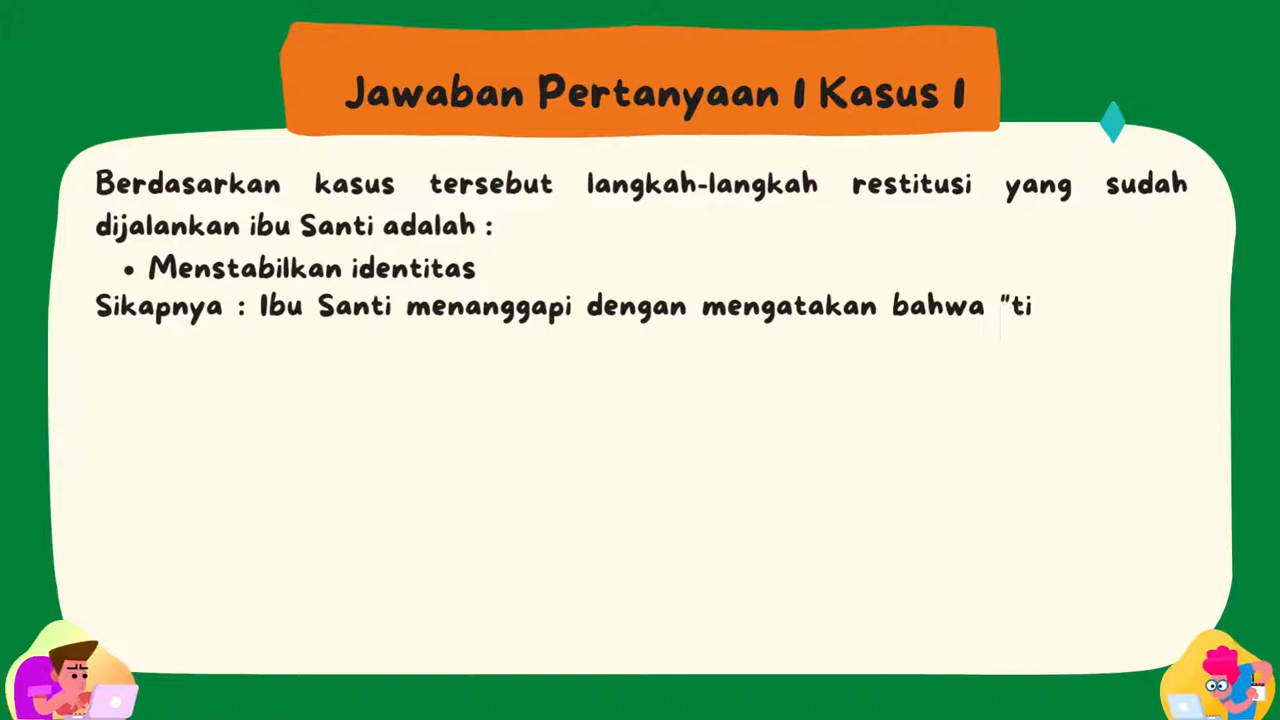 Jawaban Pertanyaan 1 Kasus 1
Berdasarkan kasus tersebut langkah-langkah restitusi yang sudah
dijalankan ibu Santi adalah :
• Menstabilkan identitas
Sikapnya : Ibu Santi menanggapi dengan mengatakan bahwa "ti